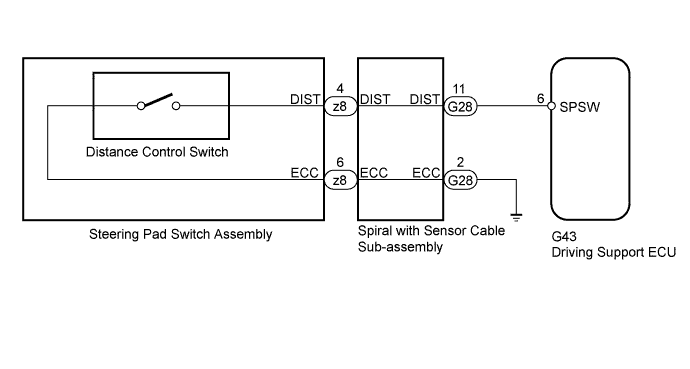 4
11
DIST
z8
DIST
DIST
G28
6
SPSW
Distance Control Switch
6
2
ECC
z8
ECC
ECC
G28
Steering Pad Switch Assembly
Spiral with Sensor Cable
Sub-assembly
G43
Driving Support ECU